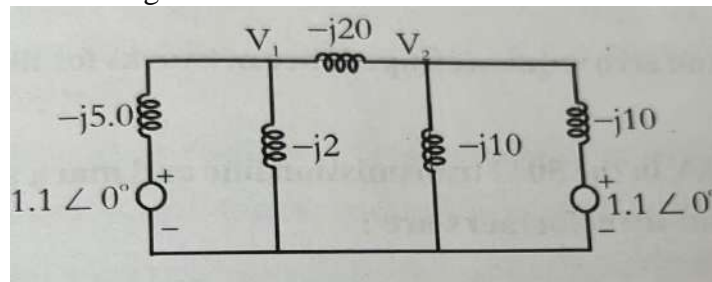 V₁ −j20 V₂
−j5.0 −j2 −j10 −j10
1.1 ∠ 0° + − + − 1.1 ∠ 0°